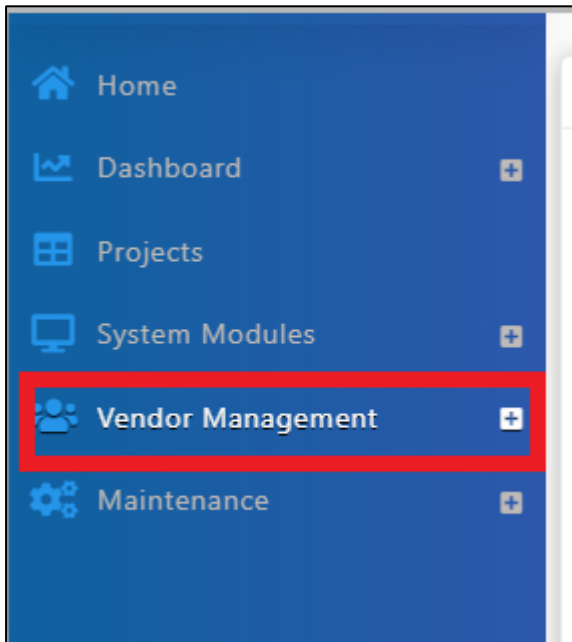 Home
Dashboard
Projects
System Modules
Vendor Management
Maintenance